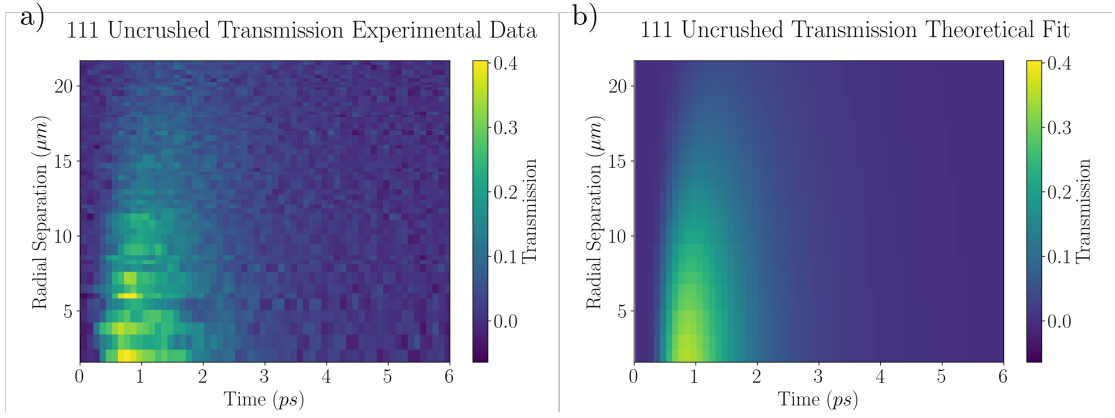 a)
111 Uncrushed Transmission Experimental Data
Radial Separation (μm)
20
15
10
5
0 1 2 3 4 5 6
Time (ps)
0.4
0.3
0.2
0.1
0.0
Transmission
b)
111 Uncrushed Transmission Theoretical Fit
Radial Separation (μm)
20
15
10
5
0 1 2 3 4 5 6
Time (ps)
0.4
0.3
0.2
0.1
0.0
Transmission